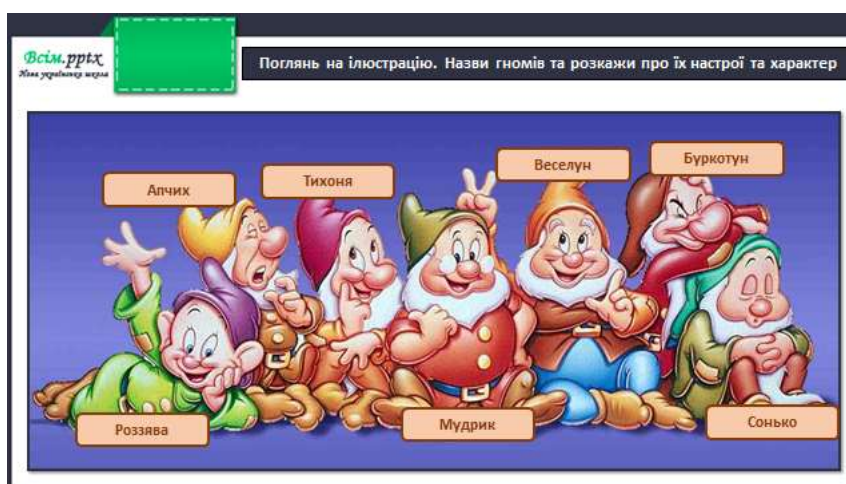 Всім.pptx
Нова українська школа
Поглянь на ілюстрацію. Назви гномів та розкажи про їх настрої та характер
Апчих
Тихоня
Веселун
Буркотун
Роззява
Мудрик
Сонько